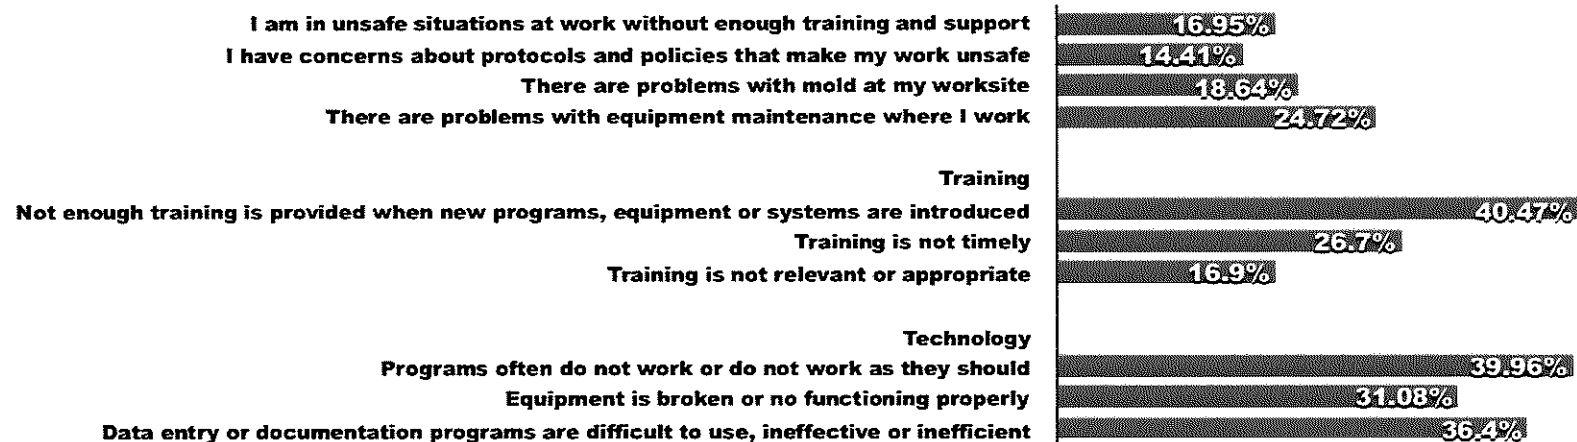 I am in unsafe situations at work without enough training and support 16.95%
I have concerns about protocols and policies that make my work unsafe 14.41%
There are problems with mold at my worksite 18.64%
There are problems with equipment maintenance where I work 24.72%
Training
Not enough training is provided when new programs, equipment or systems are introduced 40.47%
Training is not timely 26.7%
Training is not relevant or appropriate 16.9%
Technology
Programs often do not work or do not work as they should 39.96%
Equipment is broken or no functioning properly 31.08%
Data entry or documentation programs are difficult to use, ineffective or inefficient 36.4%